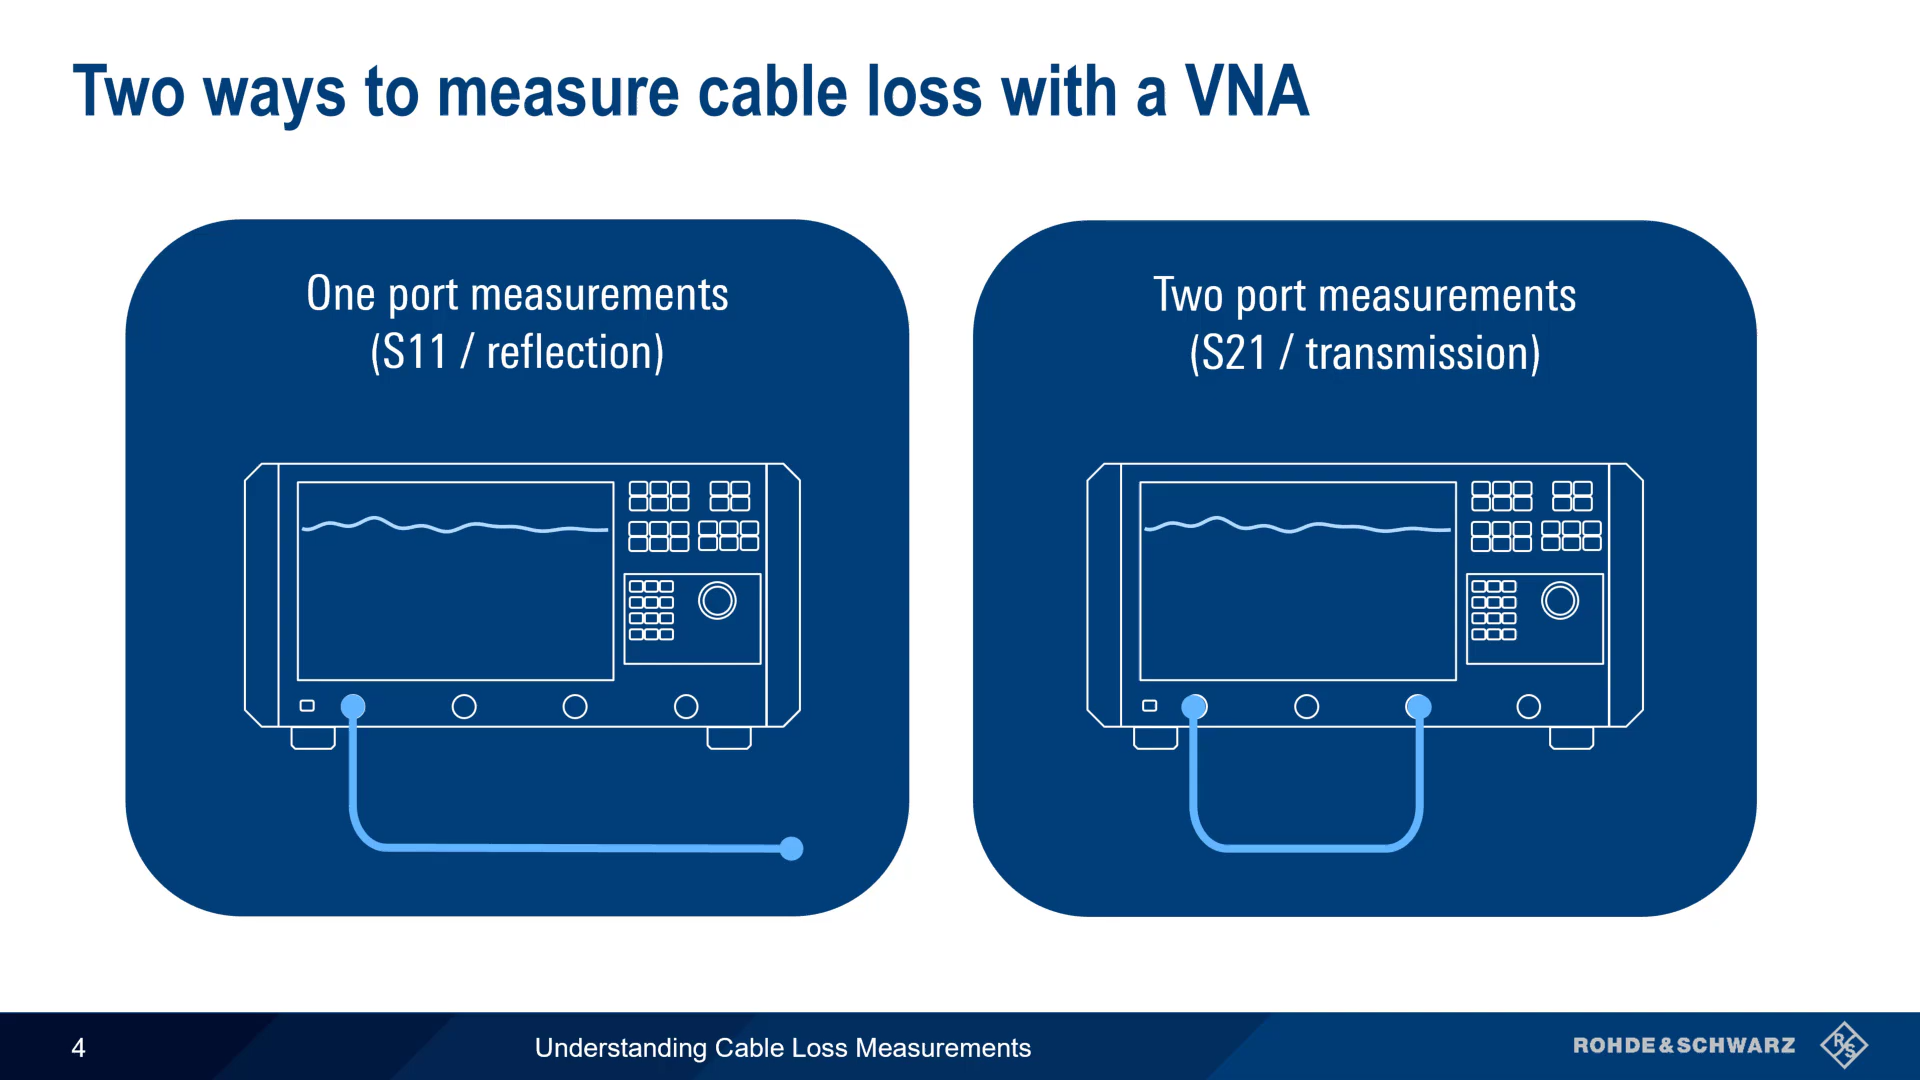 Two ways to measure cable loss with a VNA
One port measurements
(S11 / reflection)
Two port measurements
(S21 / transmission)
4
Understanding Cable Loss Measurements
ROHDE&SCHWARZ
R
S